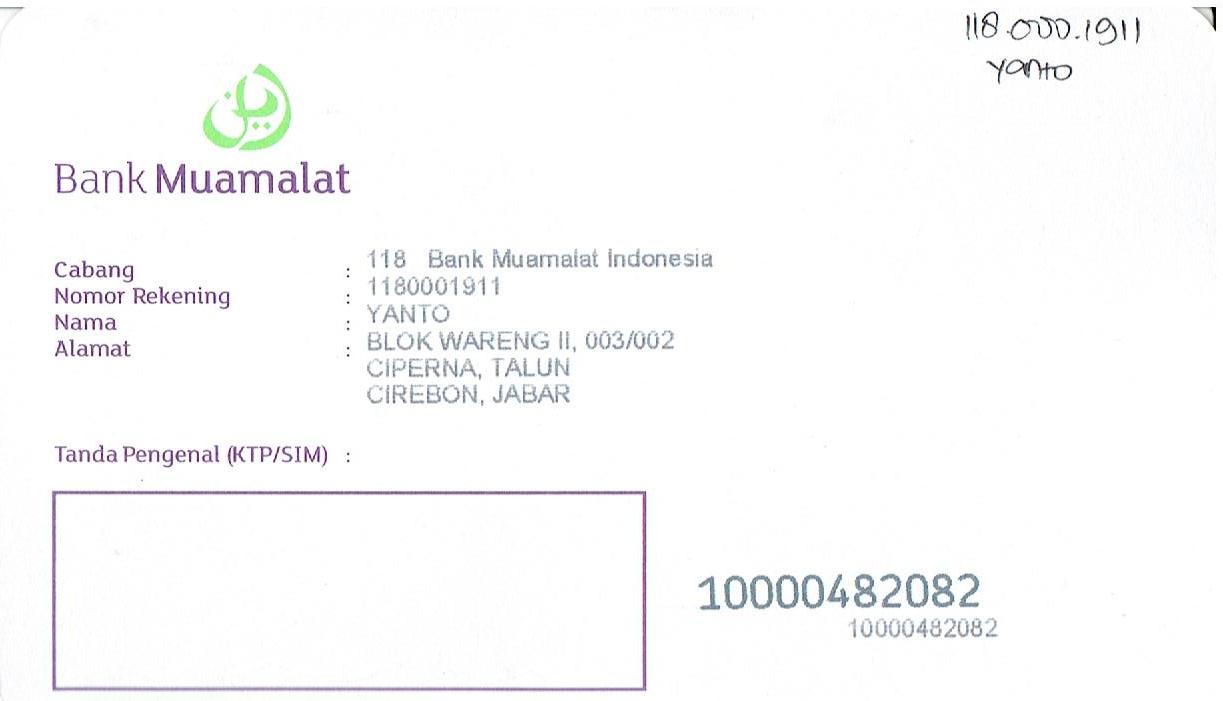 118.000.1911
Yanto
Bank Muamalat
Cabang : 118 Bank Muamalat Indonesia
Nomor Rekening : 1180001911
Nama : YANTO
Alamat : BLOK WARENG II, 003/002
CIPERNA, TALUN
CIREBON, JABAR
Tanda Pengenal (KTP/SIM) :
10000482082
10000482082